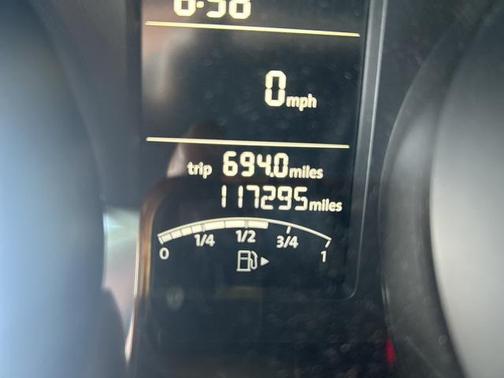 0 mph
trip 694.0 miles
117295 miles
0 1/4 1/2 3/4 1